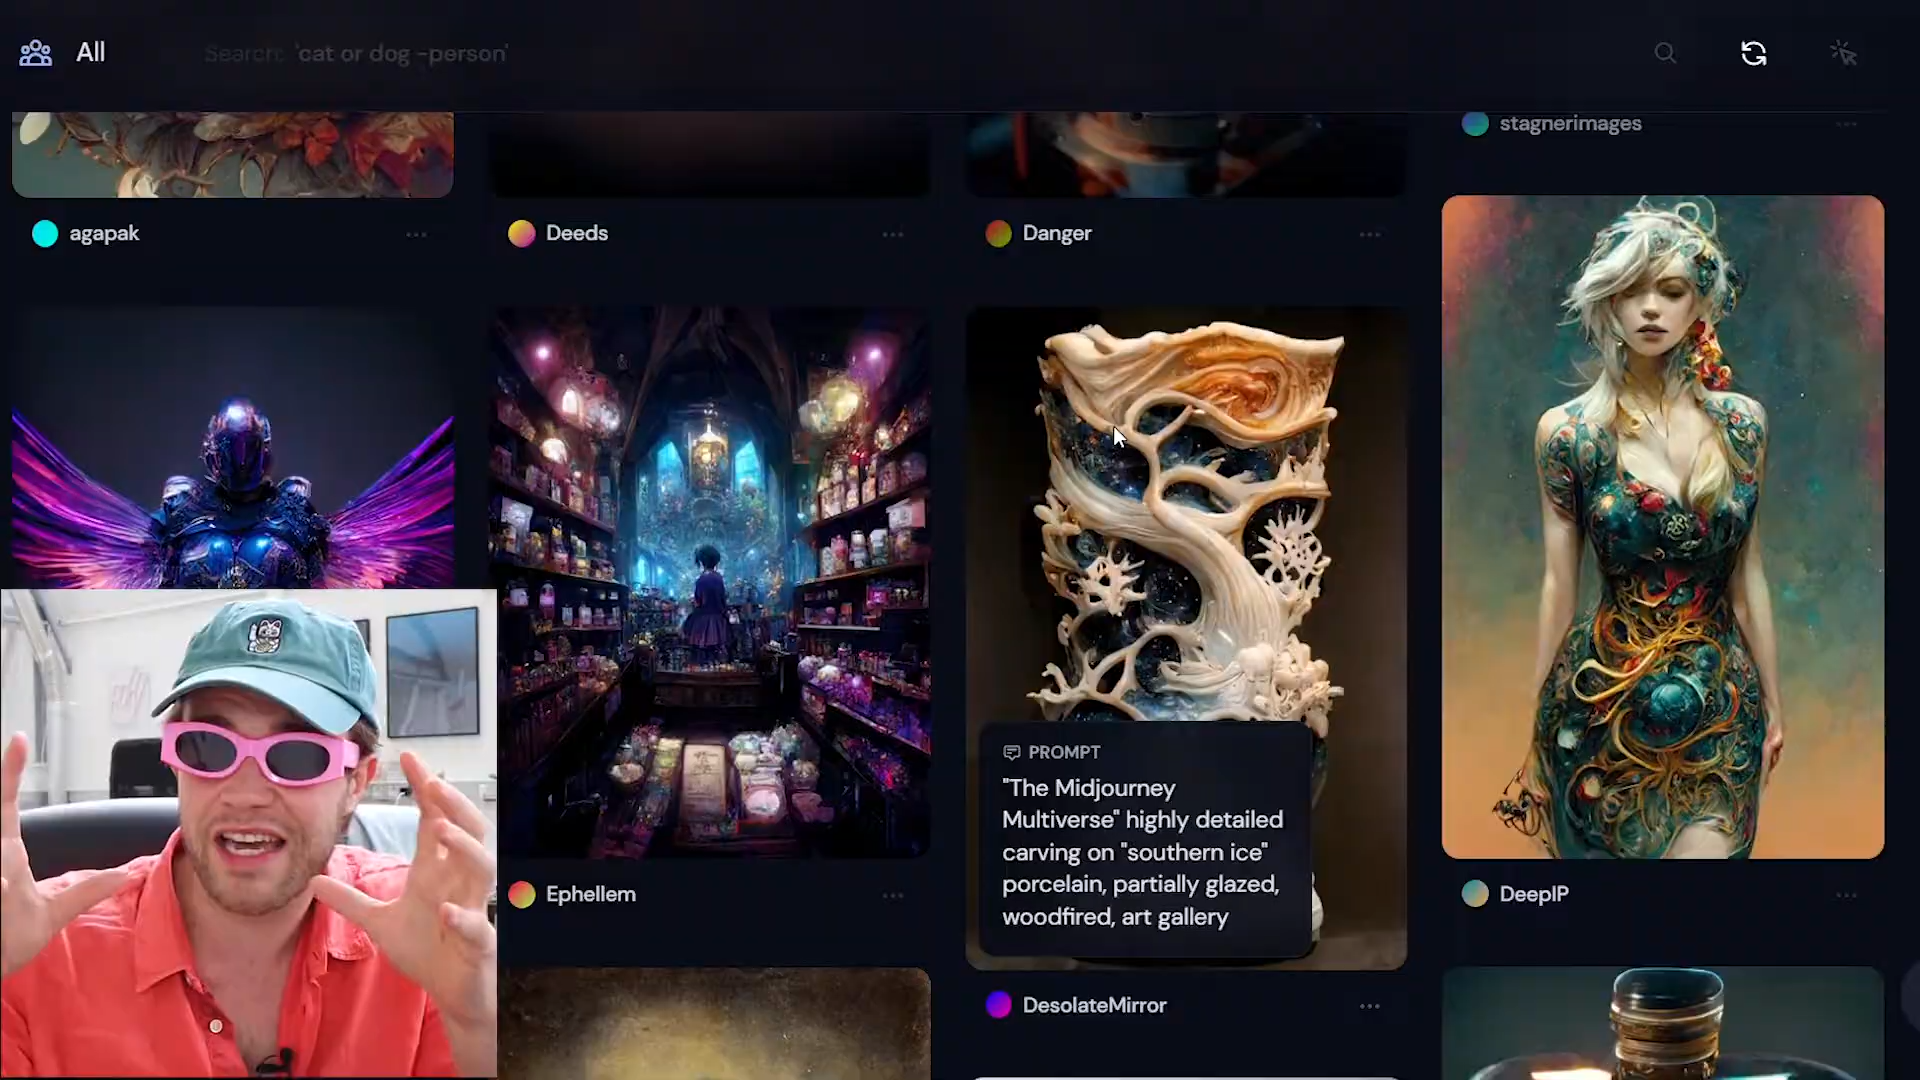 All
Search: 'cat or dog -person'
stagnerimages
agapak
Deeds
Danger
PROMPT
"The Midjourney
Multiverse" highly detailed
carving on "southern ice"
porcelain, partially glazed,
woodfired, art gallery
Ephellem
DeepIP
DesolateMirror